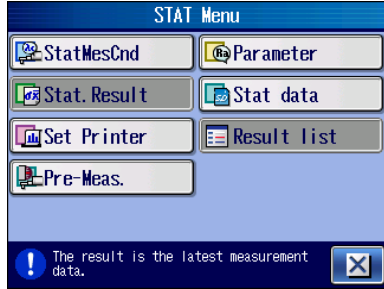 STAT Menu
StatMesCnd
Parameter
Stat. Result
Stat data
Set Printer
Result list
Pre-Meas.
The result is the latest measurement
data.